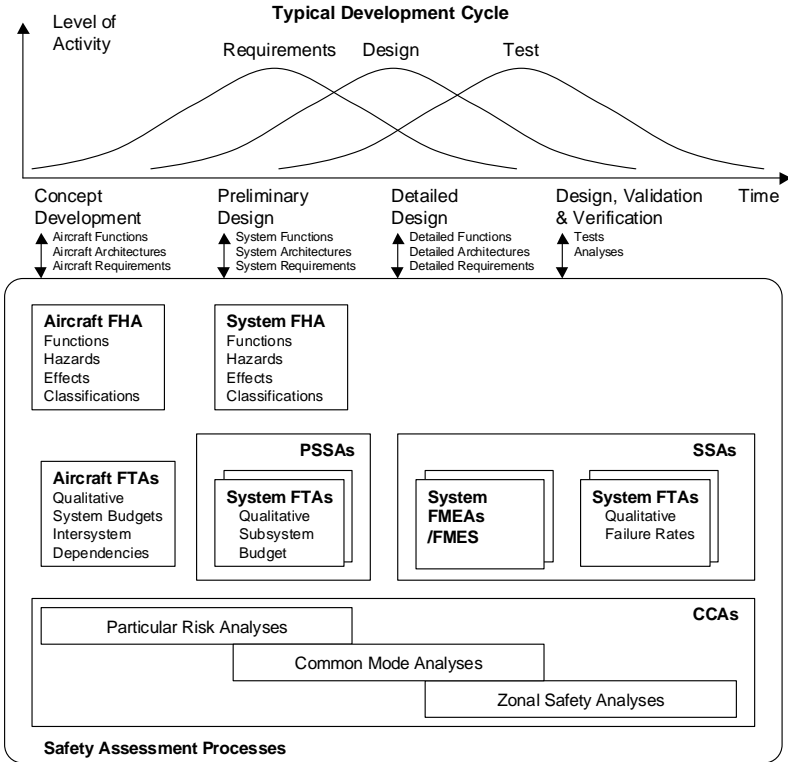 Typical Development Cycle
Level of
Activity
Requirements
Design
Test
Concept
Development
Preliminary
Design
Detailed
Design
Design, Validation
& Verification
Time
Aircraft Functions
Aircraft Architectures
Aircraft Requirements
System Functions
System Architectures
System Requirements
Detailed Functions
Detailed Architectures
Detailed Requirements
Tests
Analyses
Aircraft FHA
Functions
Hazards
Effects
Classifications
System FHA
Functions
Hazards
Effects
Classifications
Aircraft FTAs
Qualitative
System Budgets
Intersystem
Dependencies
PSSAs
System FTAs
Qualitative
Subsystem
Budget
SSAs
System
FMEAs
/FMES
System FTAs
Qualitative
Failure Rates
CCAs
Particular Risk Analyses
Common Mode Analyses
Zonal Safety Analyses
Safety Assessment Processes